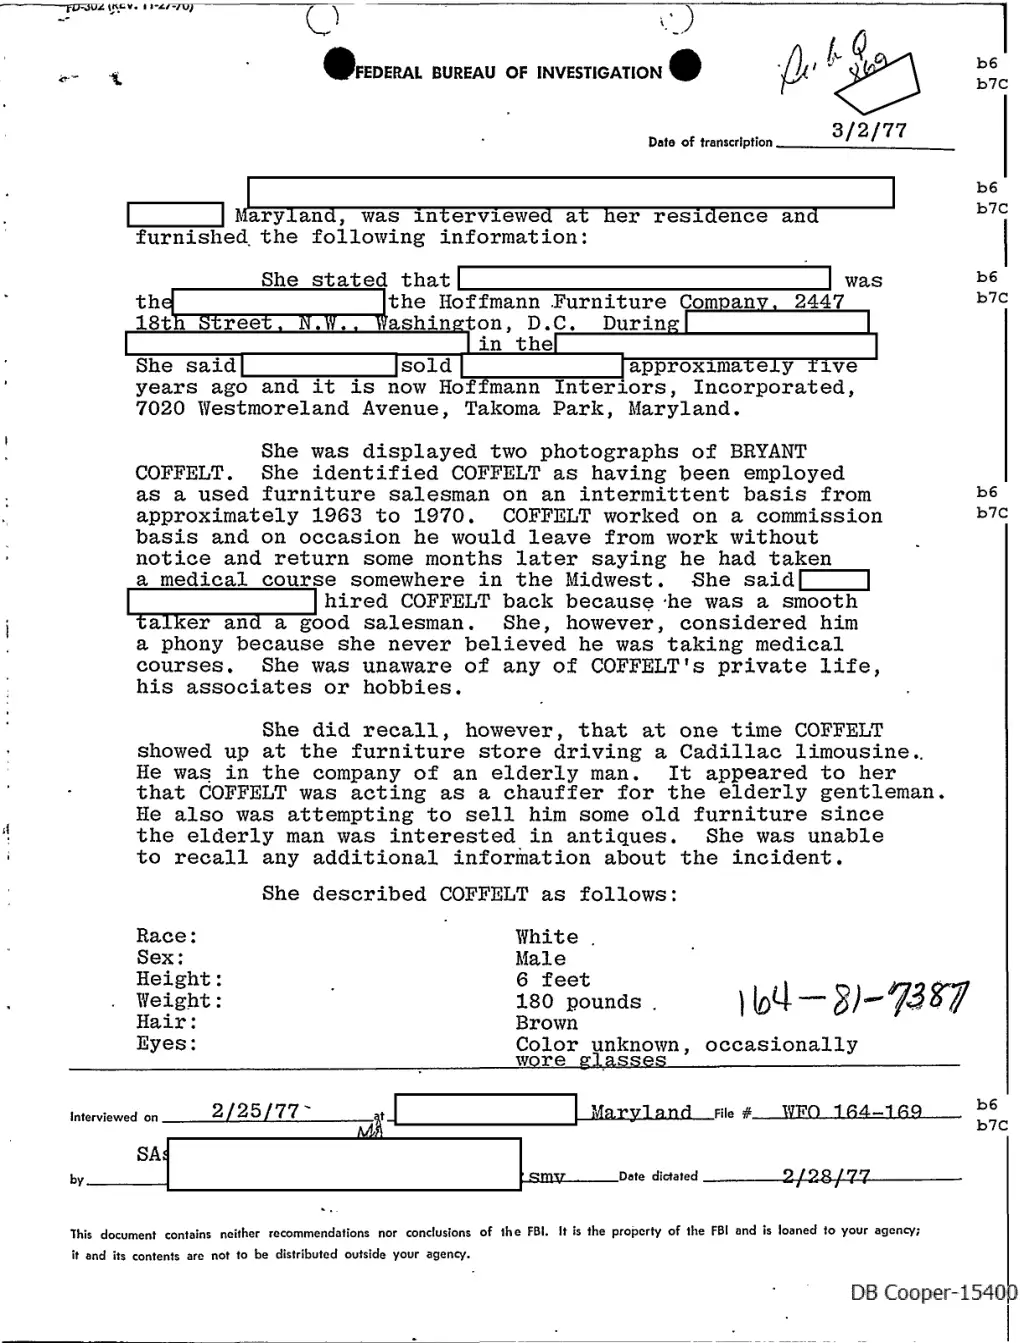 FD-302 (REV. 11-27-70)
FEDERAL BUREAU OF INVESTIGATION
b6
b7C
Date of transcription 3/2/77
b6
b7C
Maryland, was interviewed at her residence and
furnished the following information:
She stated that was
the the Hoffmann Furniture Company, 2447
18th Street, N.W., Washington, D.C. During
in the
She said sold approximately five
years ago and it is now Hoffmann Interiors, Incorporated,
7020 Westmoreland Avenue, Takoma Park, Maryland.
b6
b7C
She was displayed two photographs of BRYANT
COFFELT. She identified COFFELT as having been employed
as a used furniture salesman on an intermittent basis from
approximately 1963 to 1970. COFFELT worked on a commission
basis and on occasion he would leave from work without
notice and return some months later saying he had taken
a medical course somewhere in the Midwest. She said
hired COFFELT back because he was a smooth
talker and a good salesman. She, however, considered him
a phony because she never believed he was taking medical
courses. She was unaware of any of COFFELT's private life,
his associates or hobbies.
b6
b7C
She did recall, however, that at one time COFFELT
showed up at the furniture store driving a Cadillac limousine.
He was in the company of an elderly man. It appeared to her
that COFFELT was acting as a chauffer for the elderly gentleman.
He also was attempting to sell him some old furniture since
the elderly man was interested in antiques. She was unable
to recall any additional information about the incident.
She described COFFELT as follows:
Race: White
Sex: Male
Height: 6 feet
Weight: 180 pounds
Hair: Brown
Eyes: Color unknown, occasionally
wore glasses
164-81-7387
Interviewed on 2/25/77 at Maryland File # WFO 164-169
b6
b7C
SAs
by :smv Date dictated 2/28/77
This document contains neither recommendations nor conclusions of the FBI. It is the property of the FBI and is loaned to your agency;
it and its contents are not to be distributed outside your agency.
DB Cooper-15400